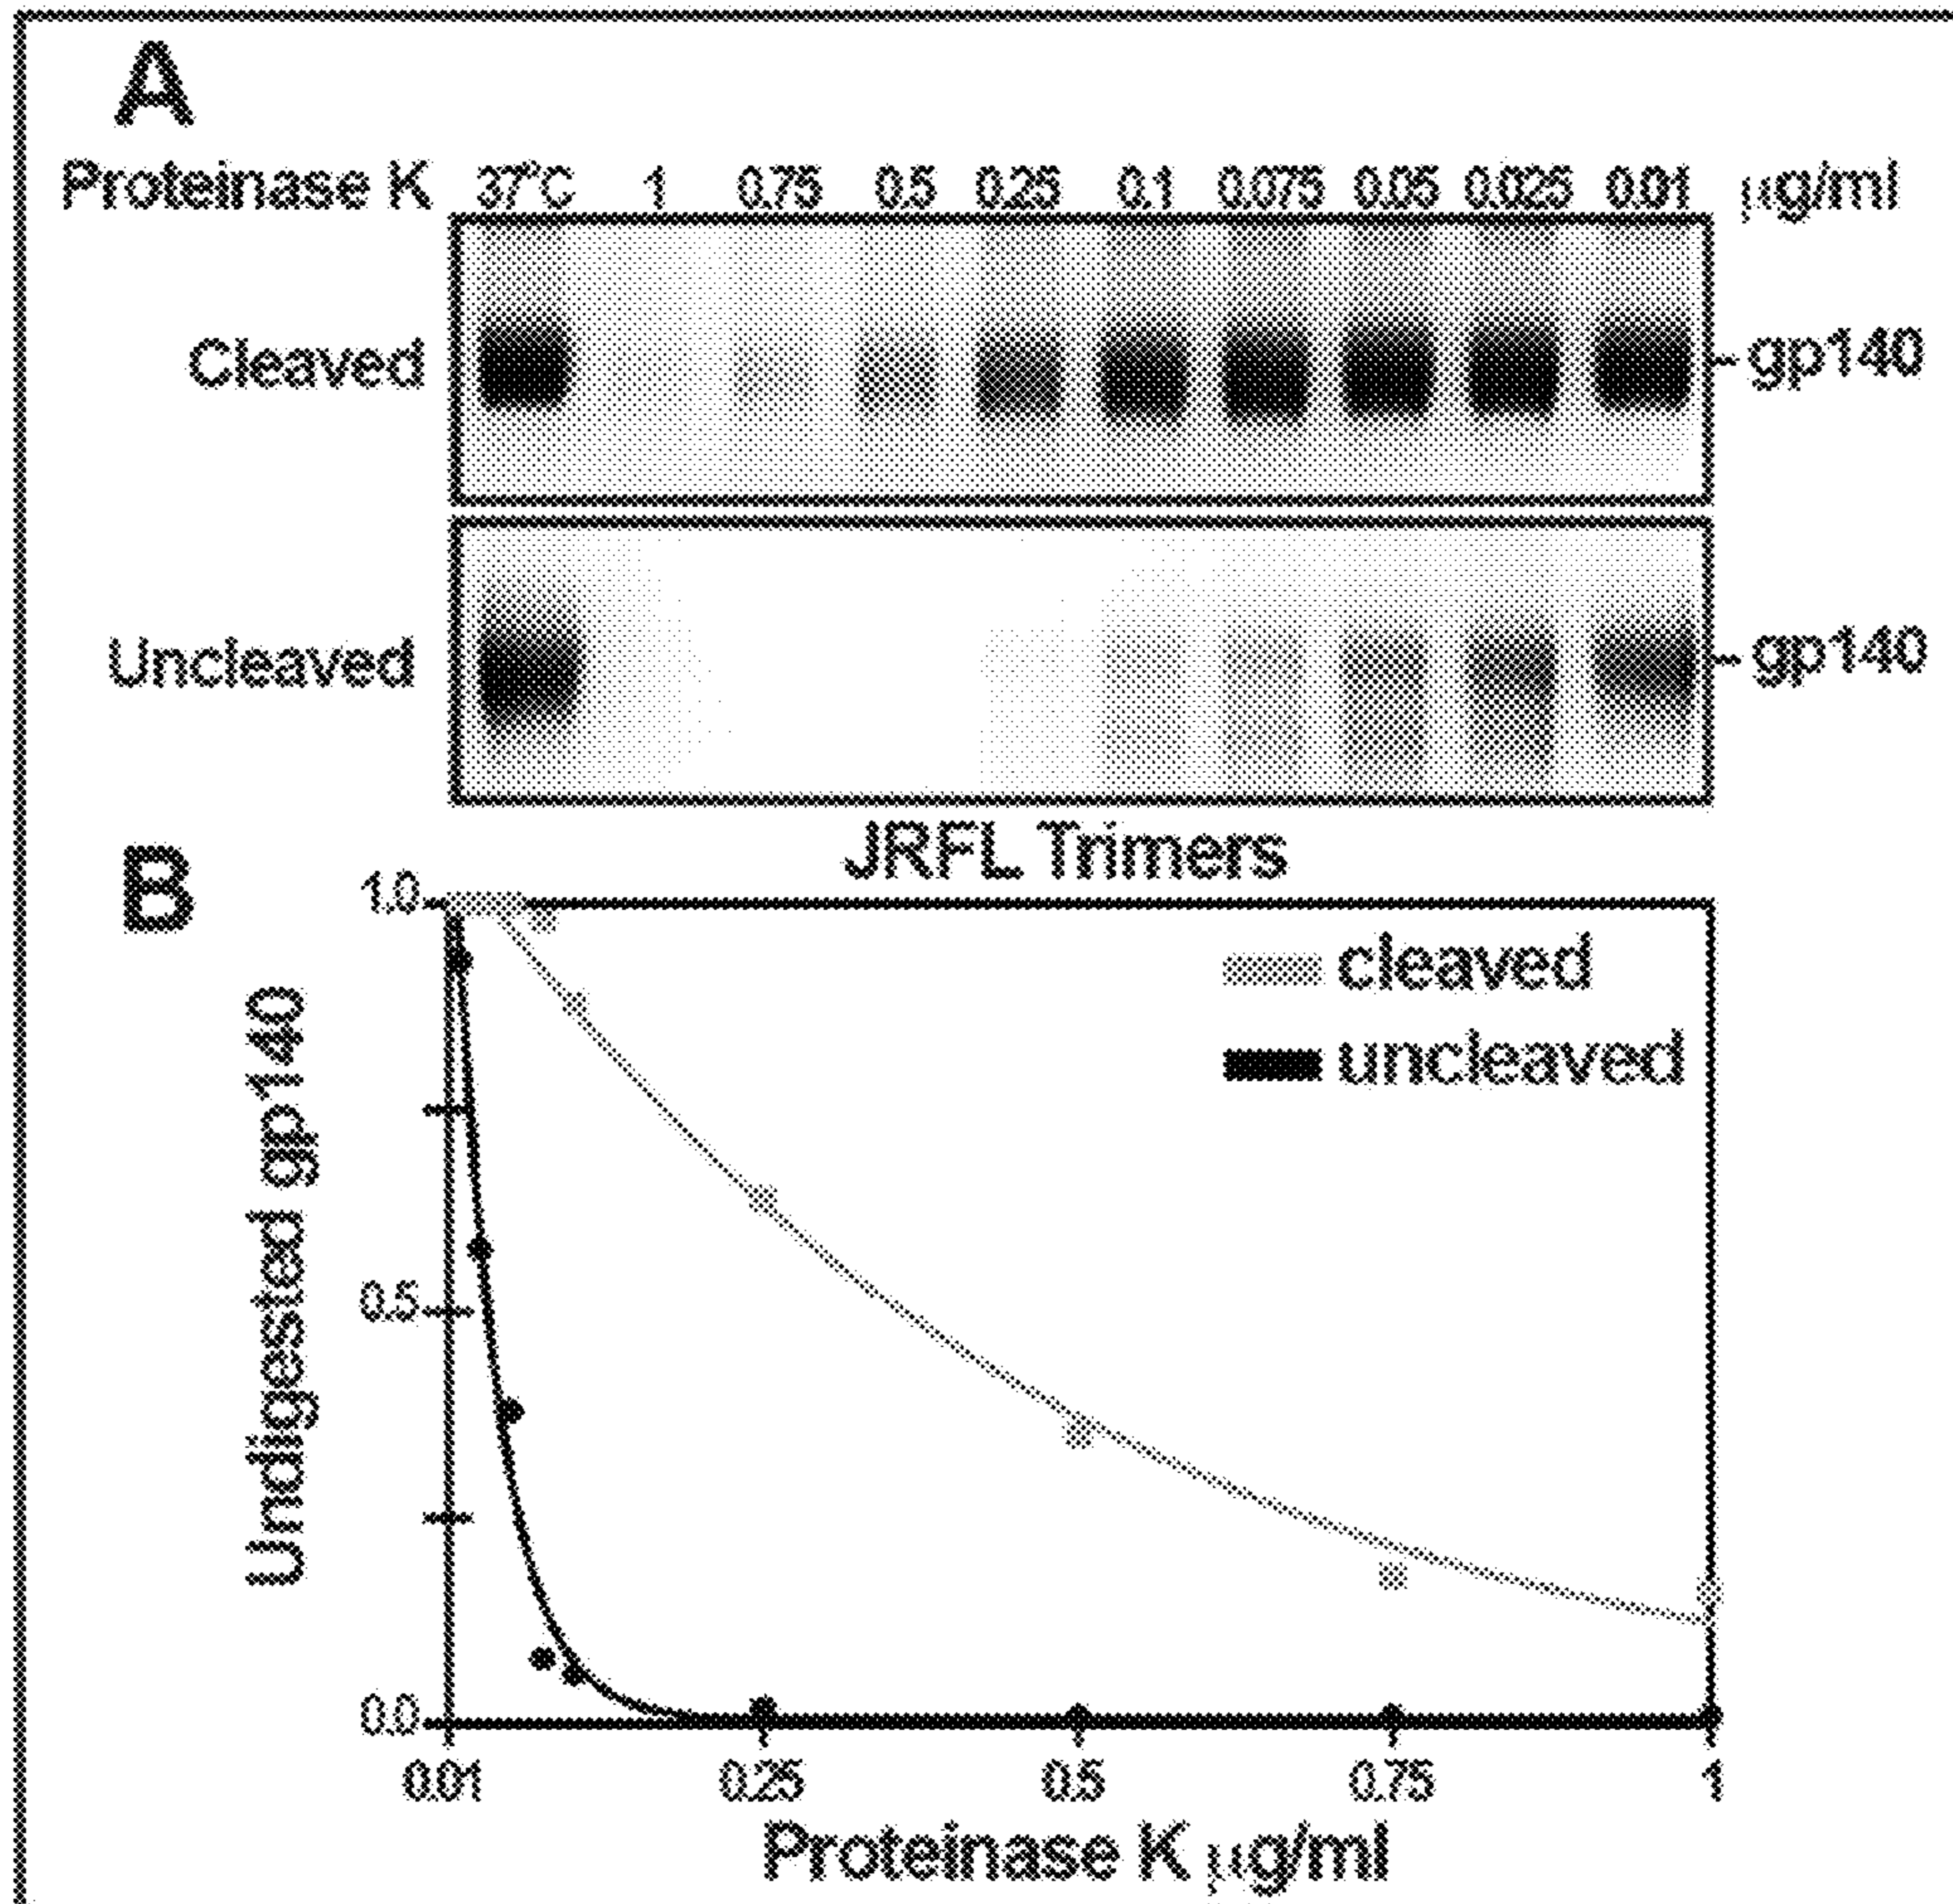 A
Proteinase K 37°C 1 0.75 0.5 0.25 0.1 0.075 0.05 0.025 0.01 μg/ml
Cleaved
gp140
Uncleaved
gp140
JRFL Trimers
B
1.0
cleaved
uncleaved
Undigested gp140
0.5
0.0
0.01 0.25 0.5 0.75 1
Proteinase K μg/ml